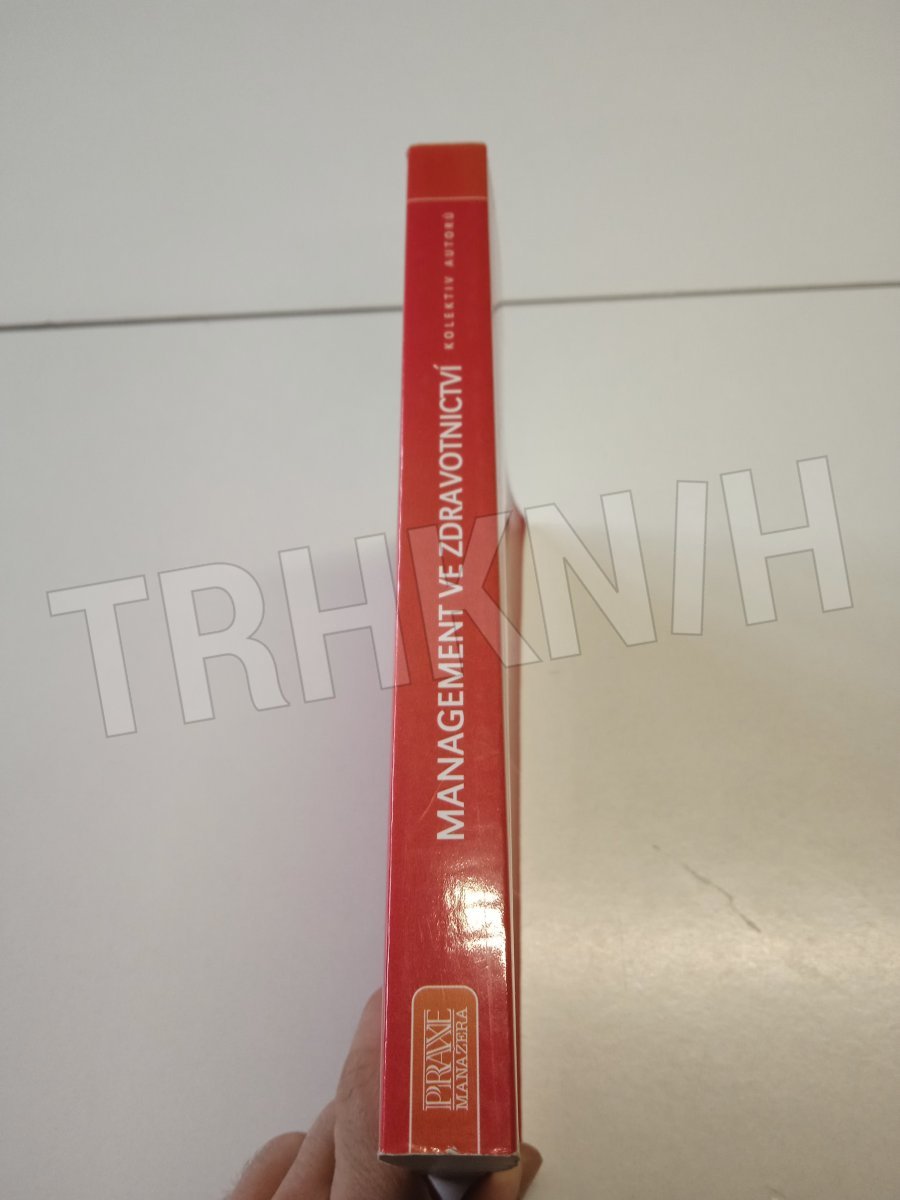 KOLEKTIV AUTORŮ
MANAGEMENT VE ZDRAVOTNICTVÍ
PRAXE
MANAŽERA
TRHKNIH